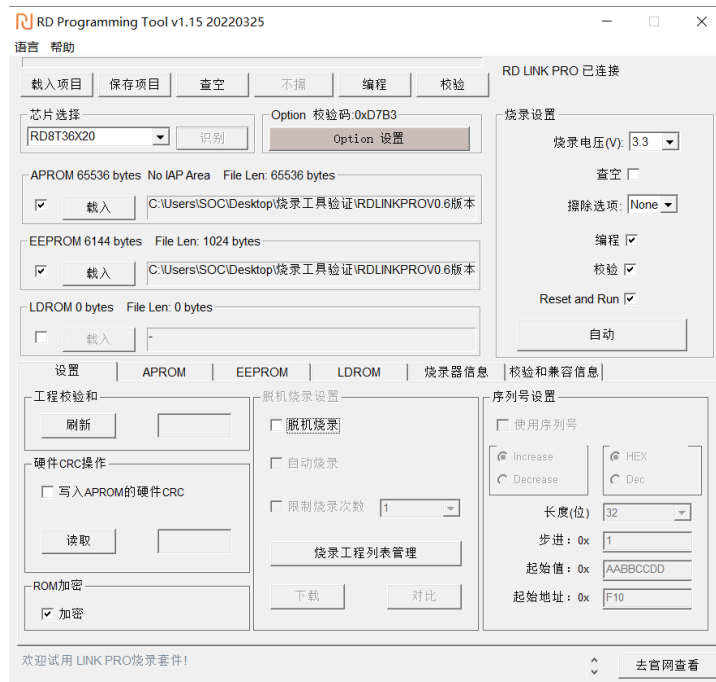 RD Programming Tool v1.15 20220325
语言 帮助
载入项目 保存项目 查空 不擦 编程 校验
RD LINK PRO 已连接
芯片选择
RD8T36X20 识别
Option 校验码:0xD7B3
Option 设置
APROM 65536 bytes No IAP Area File Len: 65536 bytes
载入 C:\Users\SOC\Desktop\烧录工具验证\RDLINKPROV0.6版本
EEPROM 6144 bytes File Len: 1024 bytes
载入 C:\Users\SOC\Desktop\烧录工具验证\RDLINKPROV0.6版本
LDROM 0 bytes File Len: 0 bytes
载入 -
烧录设置
烧录电压(V): 3.3
查空
擦除选项: None
编程
校验
Reset and Run
自动
设置 APROM EEPROM LDROM 烧录器信息 校验和兼容信息
工程校验和
刷新
硬件CRC操作
写入APROM的硬件CRC
读取
ROM加密
加密
脱机烧录设置
脱机烧录
自动烧录
限制烧录次数 1
烧录工程列表管理
下载 对比
序列号设置
使用序列号
Increase HEX
Decrease Dec
长度(位) 32
步进: 0x 1
起始值: 0x AABBCCDD
起始地址: 0x F10
欢迎试用 LINK PRO烧录套件!
去官网查看